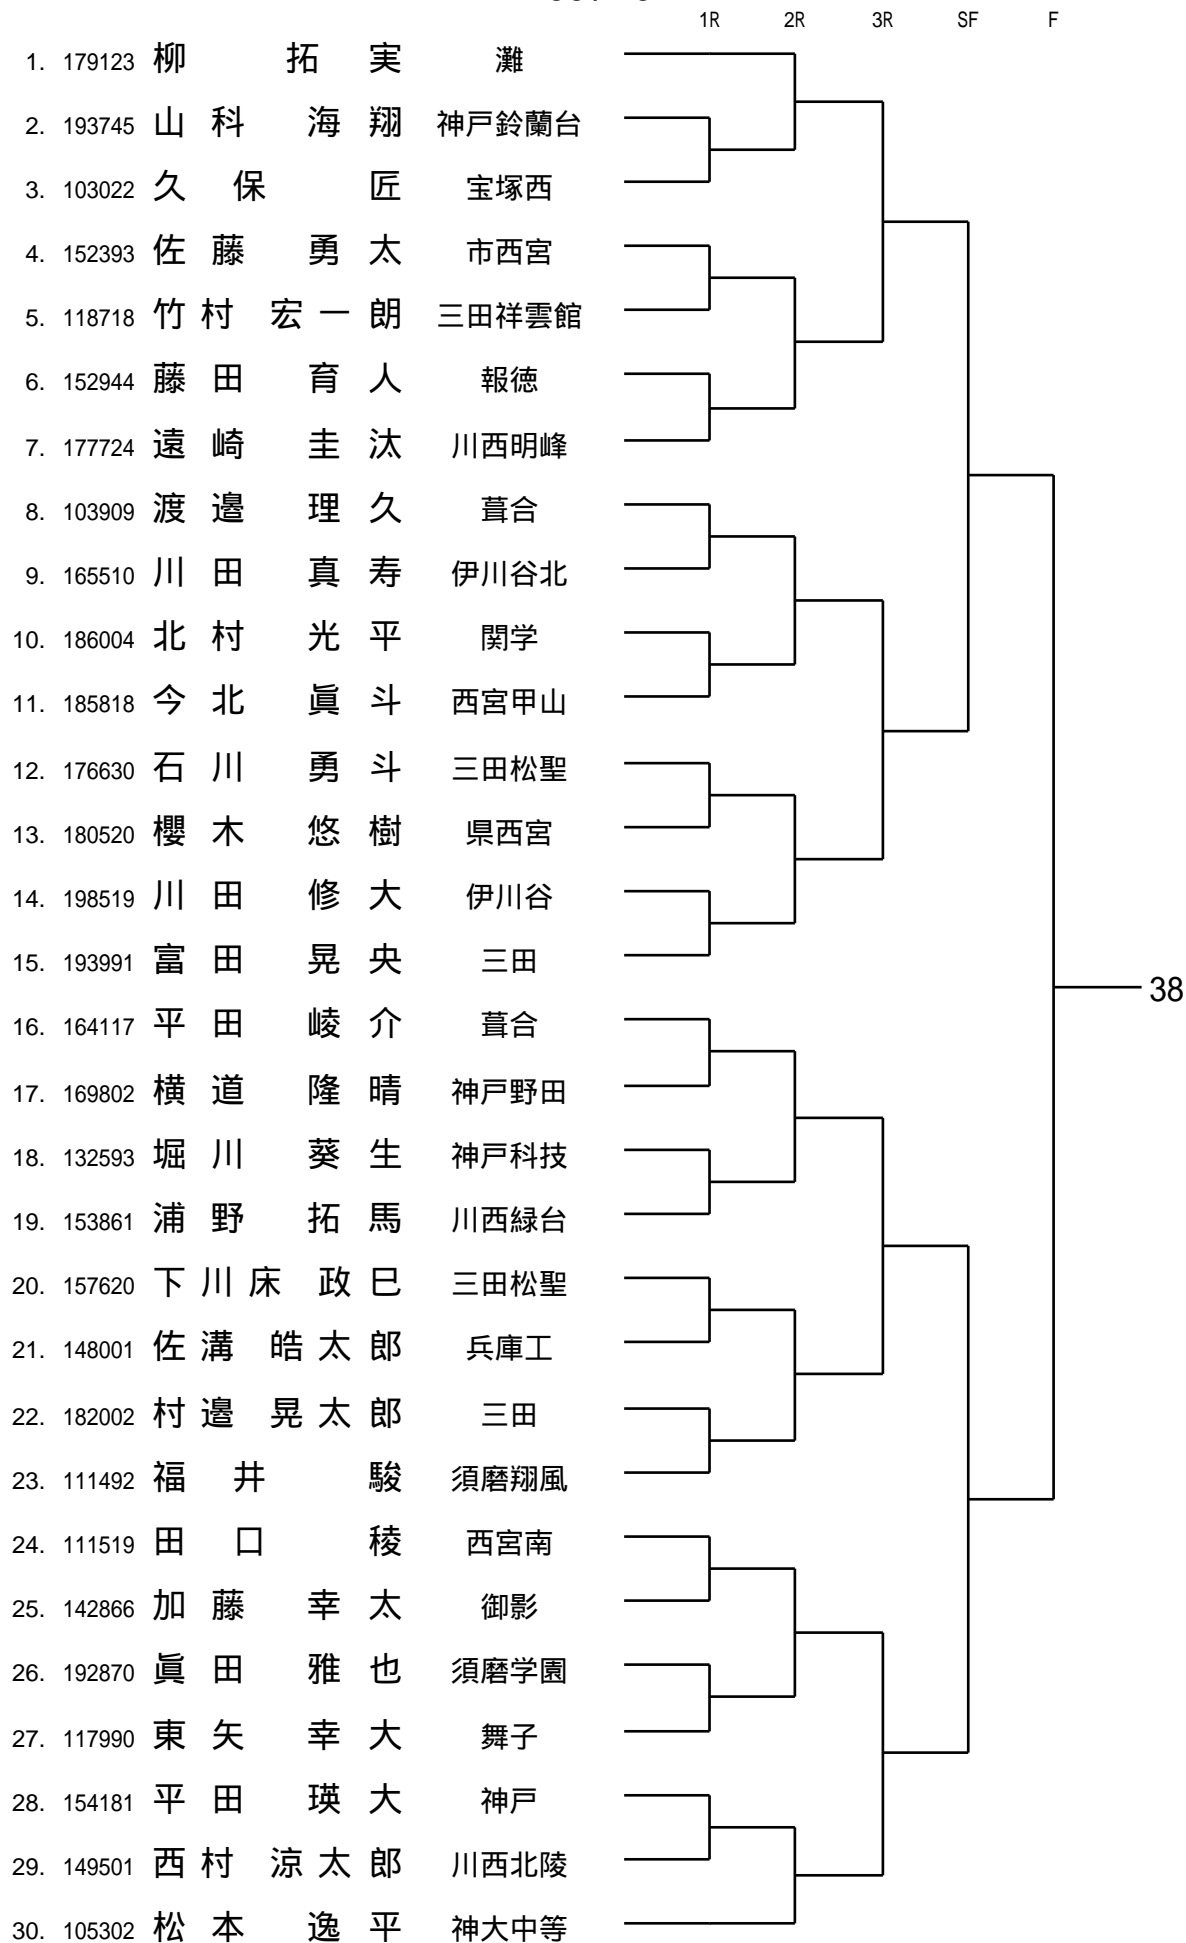 1R 2R 3R SF F
1. 179123 柳 拓 実 灘
2. 193745 山 科 海 翔 神戸鈴蘭台
3. 103022 久 保 匠 宝塚西
4. 152393 佐 藤 勇 太 市西宮
5. 118718 竹 村 宏 一 朗 三田祥雲館
6. 152944 藤 田 育 人 報徳
7. 177724 遠 崎 圭 汰 川西明峰
8. 103909 渡 邉 理 久 葺合
9. 165510 川 田 真 寿 伊川谷北
10. 186004 北 村 光 平 関学
11. 185818 今 北 眞 斗 西宮甲山
12. 176630 石 川 勇 斗 三田松聖
13. 180520 櫻 木 悠 樹 県西宮
14. 198519 川 田 修 大 伊川谷
15. 193991 富 田 晃 央 三田
38
16. 164117 平 田 崚 介 葺合
17. 169802 横 道 隆 晴 神戸野田
18. 132593 堀 川 葵 生 神戸科技
19. 153861 浦 野 拓 馬 川西緑台
20. 157620 下 川 床 政 巳 三田松聖
21. 148001 佐 溝 皓 太 郎 兵庫工
22. 182002 村 邉 晃 太 郎 三田
23. 111492 福 井 駿 須磨翔風
24. 111519 田 口 稜 西宮南
25. 142866 加 藤 幸 太 御影
26. 192870 眞 田 雅 也 須磨学園
27. 117990 東 矢 幸 大 舞子
28. 154181 平 田 瑛 大 神戸
29. 149501 西 村 涼 太 郎 川西北陵
30. 105302 松 本 逸 平 神大中等